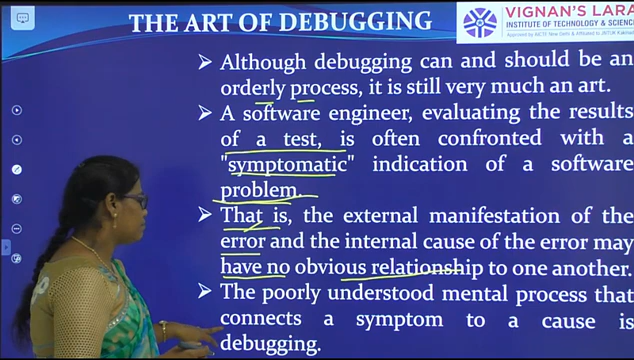 THE ART OF DEBUGGING
VIGNAN'S LARA
INSTITUTE OF TECHNOLOGY & SCIENCE
Approved by AICTE New Delhi & Affiliated to JNTUK Kakinada
➤ Although debugging can and should be an
orderly process, it is still very much an art.
➤ A software engineer, evaluating the results
of a test, is often confronted with a
"symptomatic" indication of a software
problem.
➤ That is, the external manifestation of the
error and the internal cause of the error may
have no obvious relationship to one another.
➤ The poorly understood mental process that
connects a symptom to a cause is
debugging.